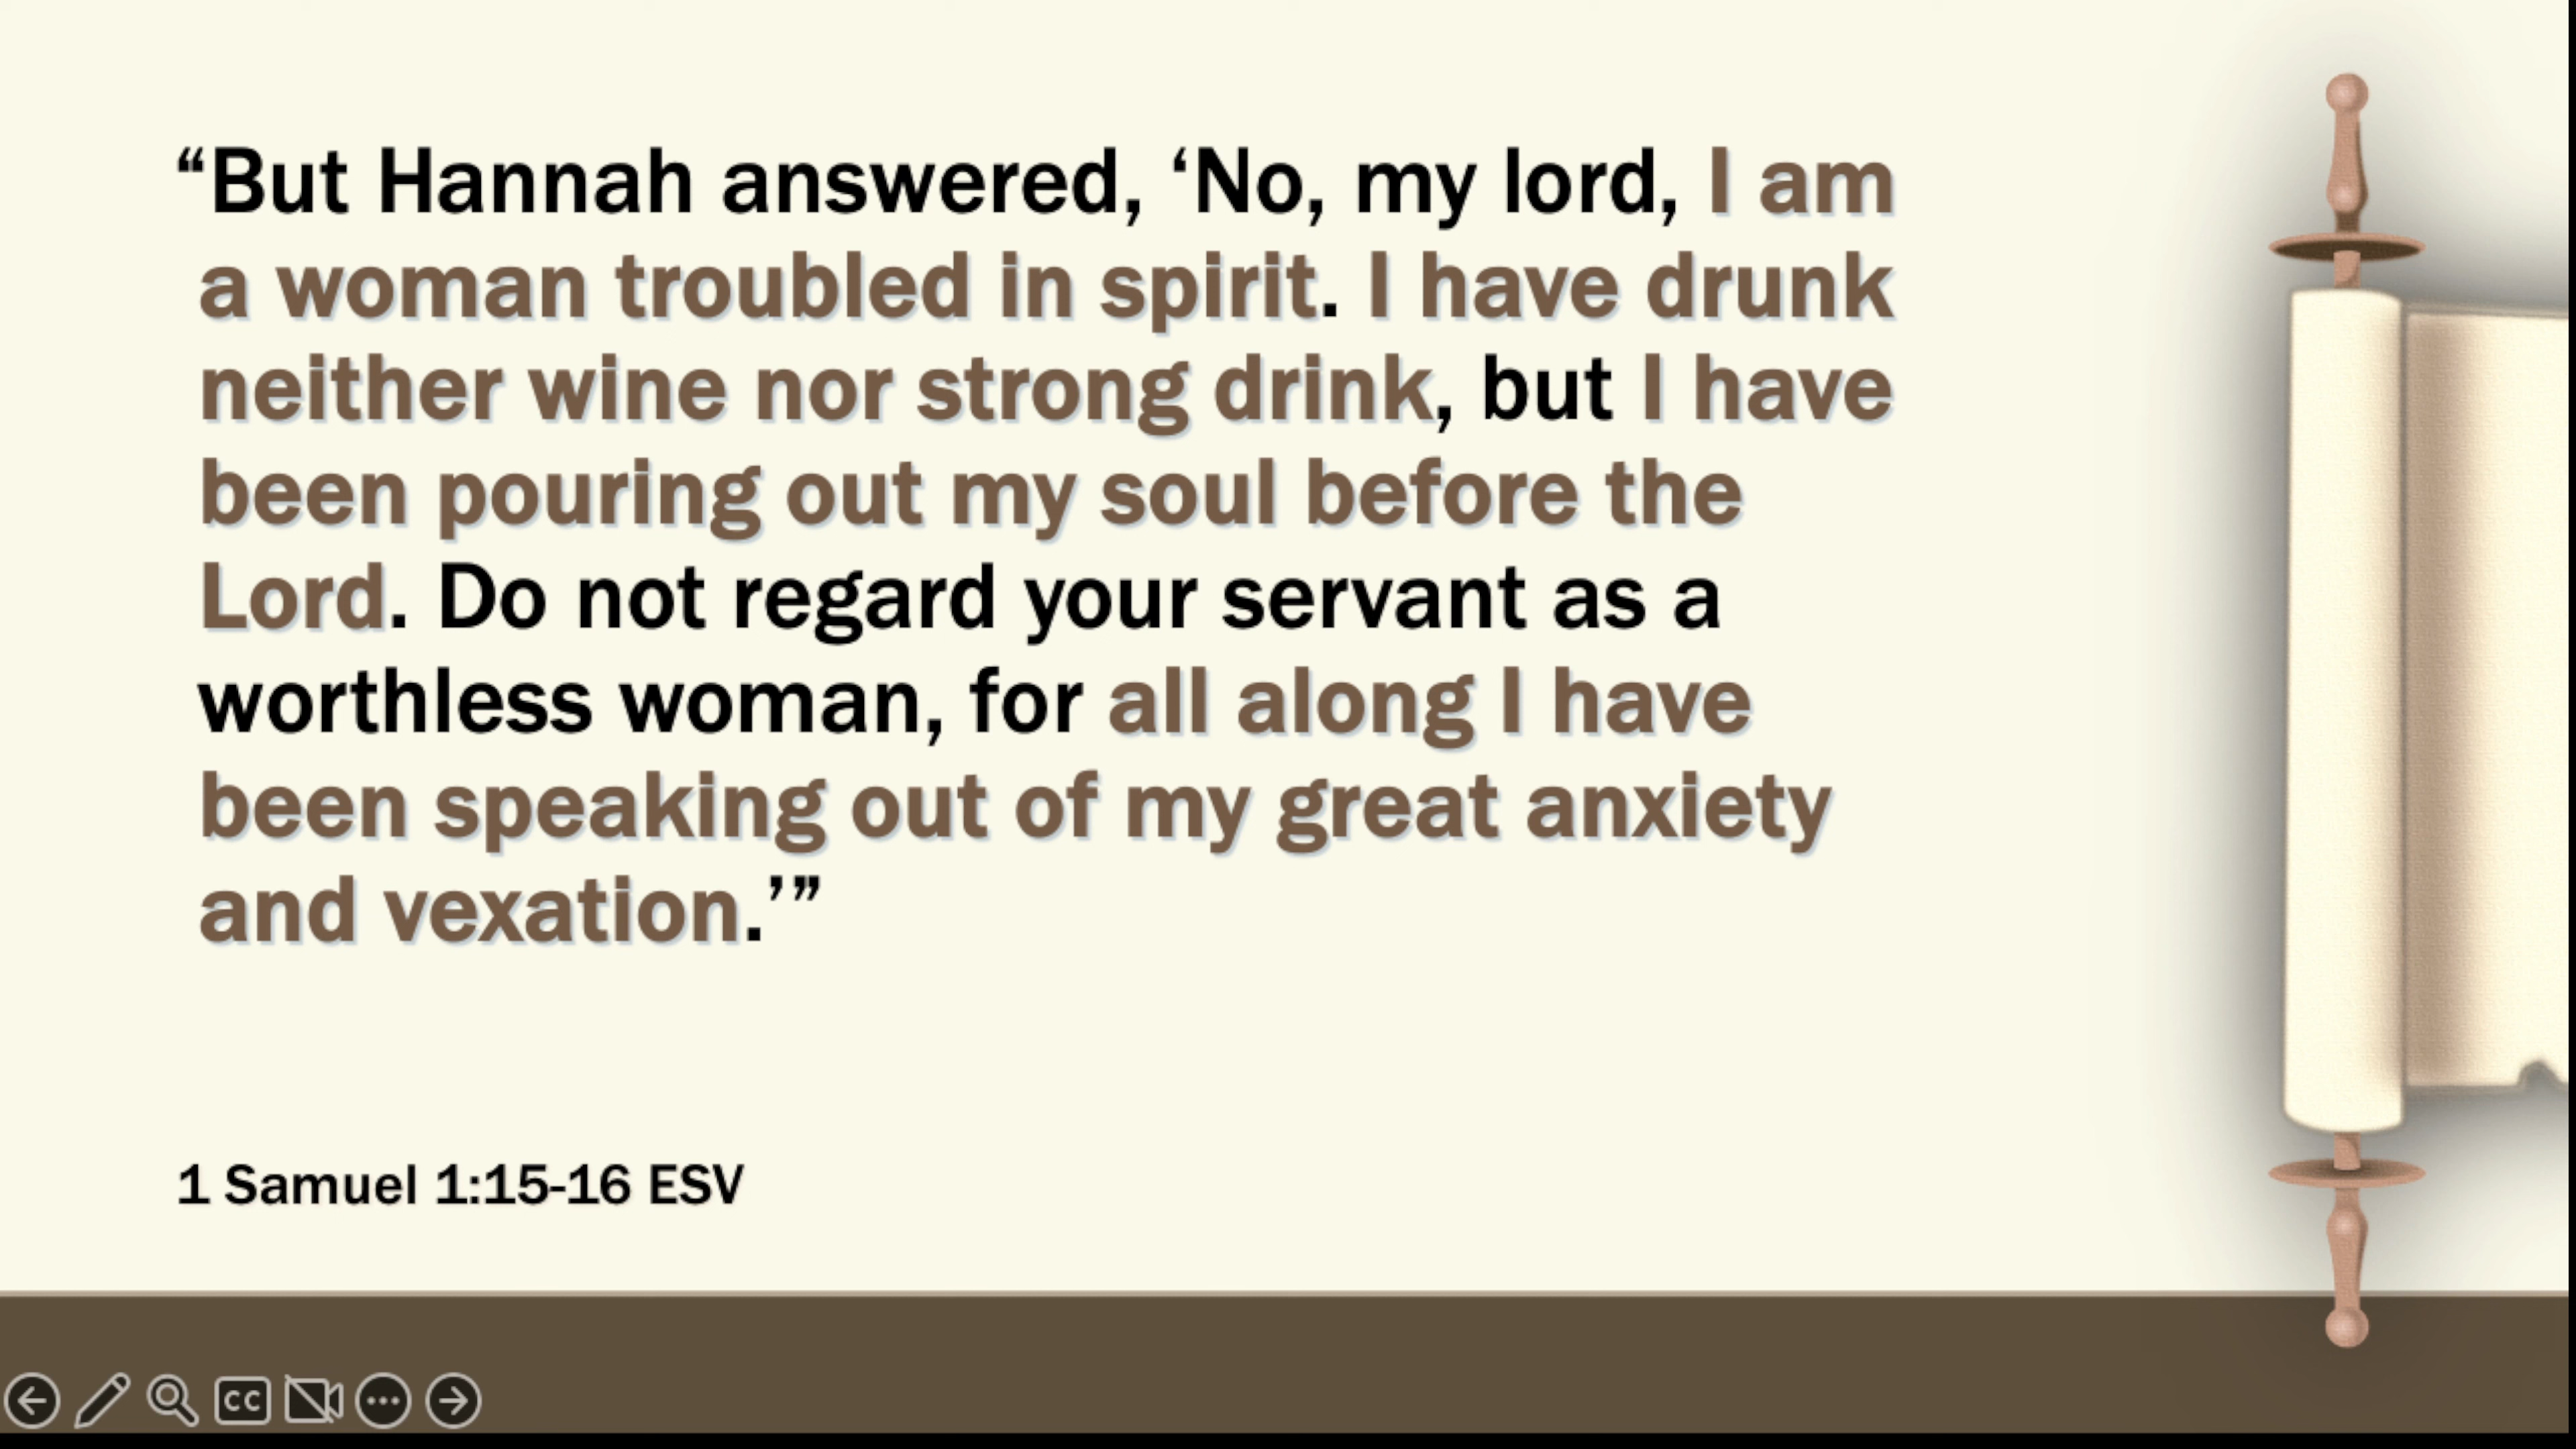 “But Hannah answered, ‘No, my lord, I am
a woman troubled in spirit. I have drunk
neither wine nor strong drink, but I have
been pouring out my soul before the
Lord. Do not regard your servant as a
worthless woman, for all along I have
been speaking out of my great anxiety
and vexation.’”
1 Samuel 1:15-16 ESV
CC